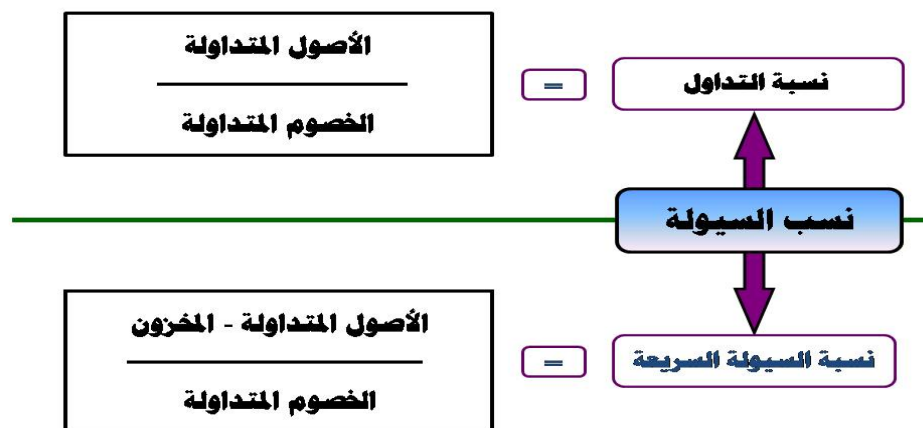 نسبة التداول
=
الأصول المتداولة
الخصوم المتداولة
نسب السيولة
نسبة السيولة السريعة
=
الأصول المتداولة - المخزون
الخصوم المتداولة